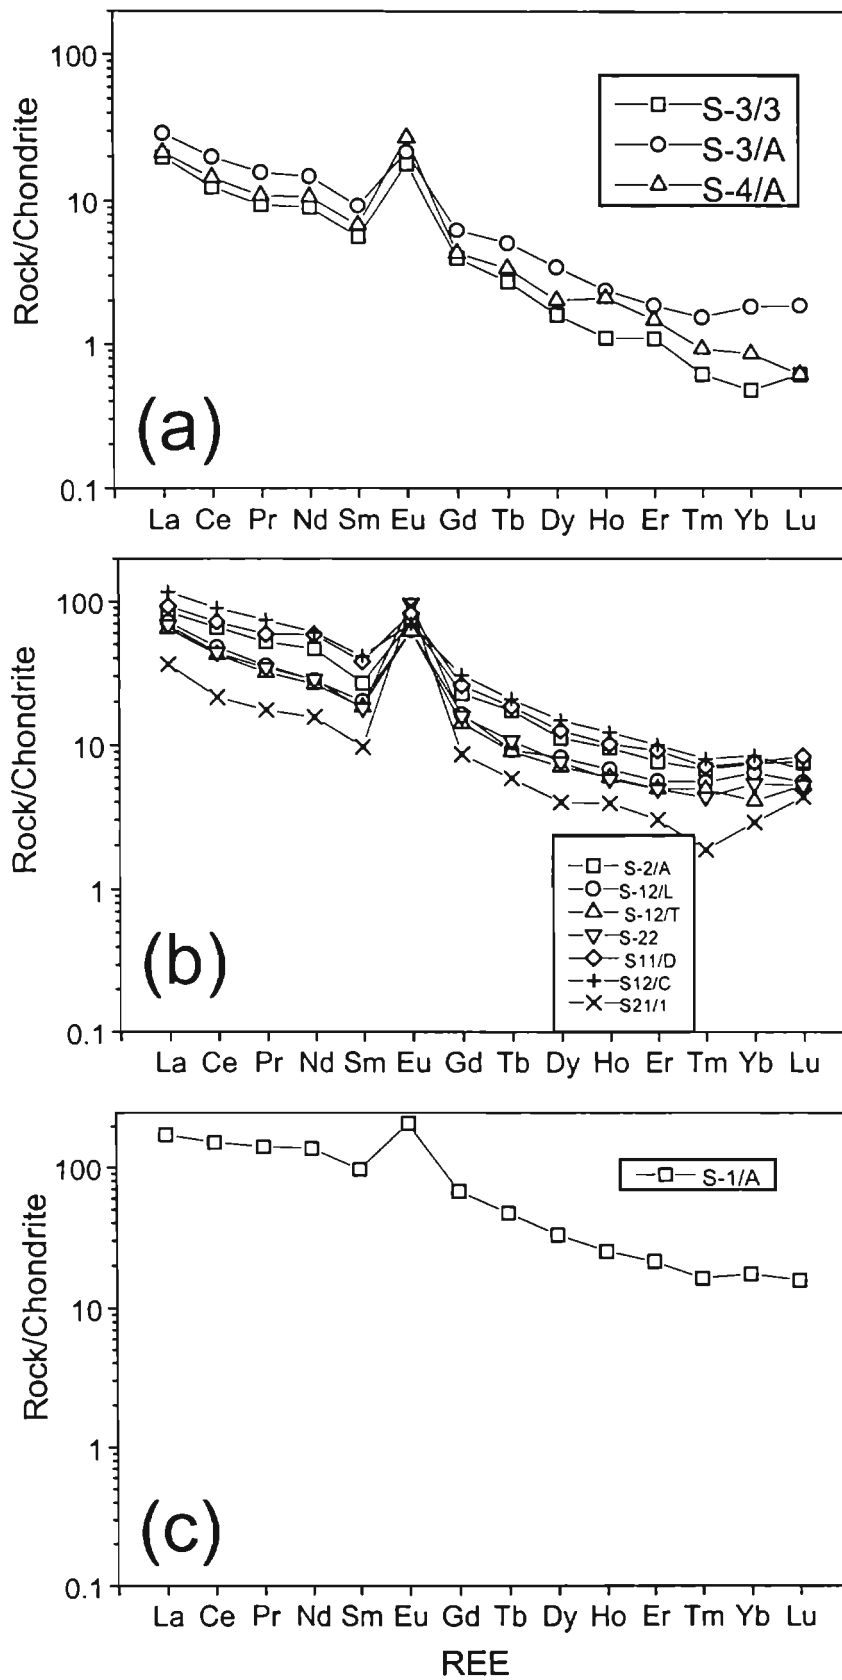 100
10
1
0.1
Rock/Chondrite
S-3/3
S-3/A
S-4/A
(a)
La Ce Pr Nd Sm Eu Gd Tb Dy Ho Er Tm Yb Lu
100
10
1
0.1
Rock/Chondrite
S-2/A
S-12/L
S-12/T
S-22
S11/D
S12/C
S21/1
(b)
La Ce Pr Nd Sm Eu Gd Tb Dy Ho Er Tm Yb Lu
100
10
1
0.1
Rock/Chondrite
S-1/A
(c)
La Ce Pr Nd Sm Eu Gd Tb Dy Ho Er Tm Yb Lu
REE